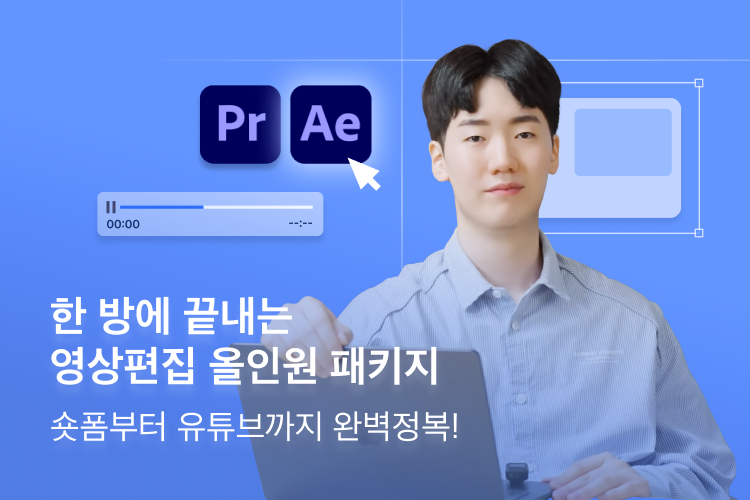 Pr Ae
00:00 --:--
한 방에 끝내는
영상편집 올인원 패키지
숏폼부터 유튜브까지 완벽정복!